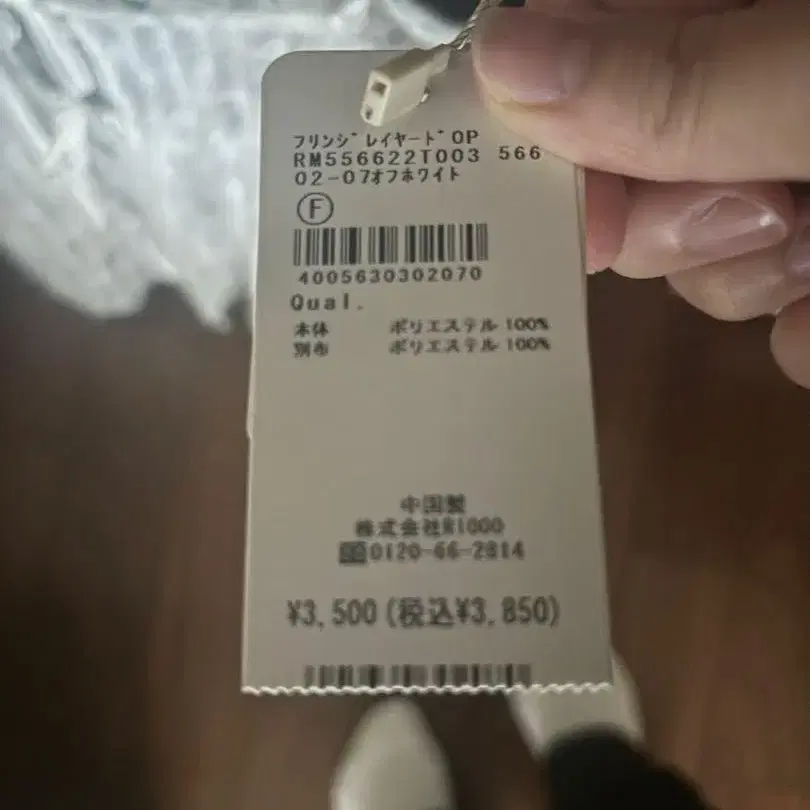 フリンジレイヤードOP
RM556622T003 566
02-07オフホワイト
F
4005630302070
Qual.
本体 ポリエステル 100%
別布 ポリエステル 100%
中国製
株式会社R1000
0120-66-2814
¥3,500(税込¥3,850)